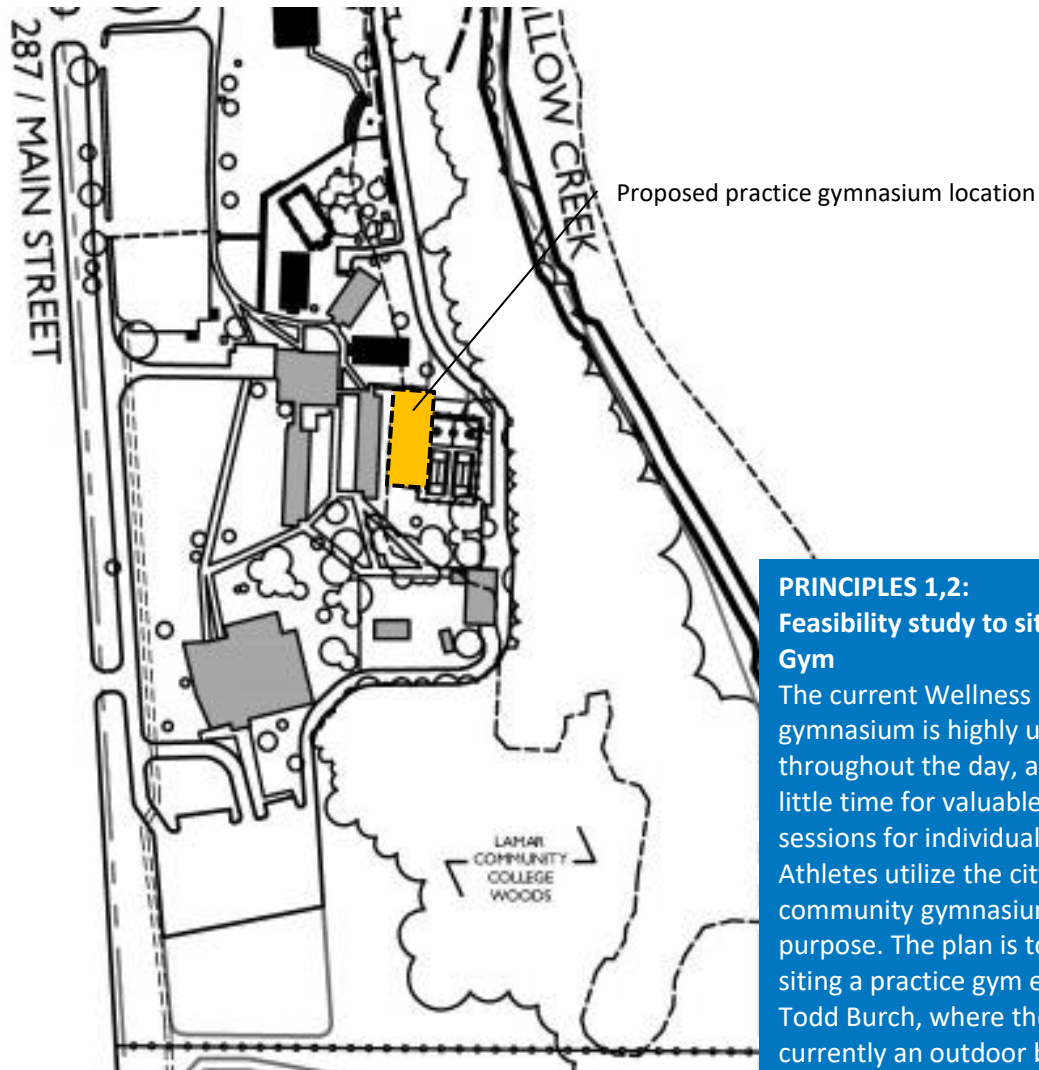 287 / MAIN STREET
LLOW CREEK
Proposed practice gymnasium location
LAMAR
COMMUNITY
COLLEGE
WOODS
PRINCIPLES 1,2:
Feasibility study to sit
Gym
The current Wellness
gymnasium is highly u
throughout the day, a
little time for valuable
sessions for individual
Athletes utilize the cit
community gymnasium
purpose. The plan is to
siting a practice gym e
Todd Burch, where the
currently an outdoor b